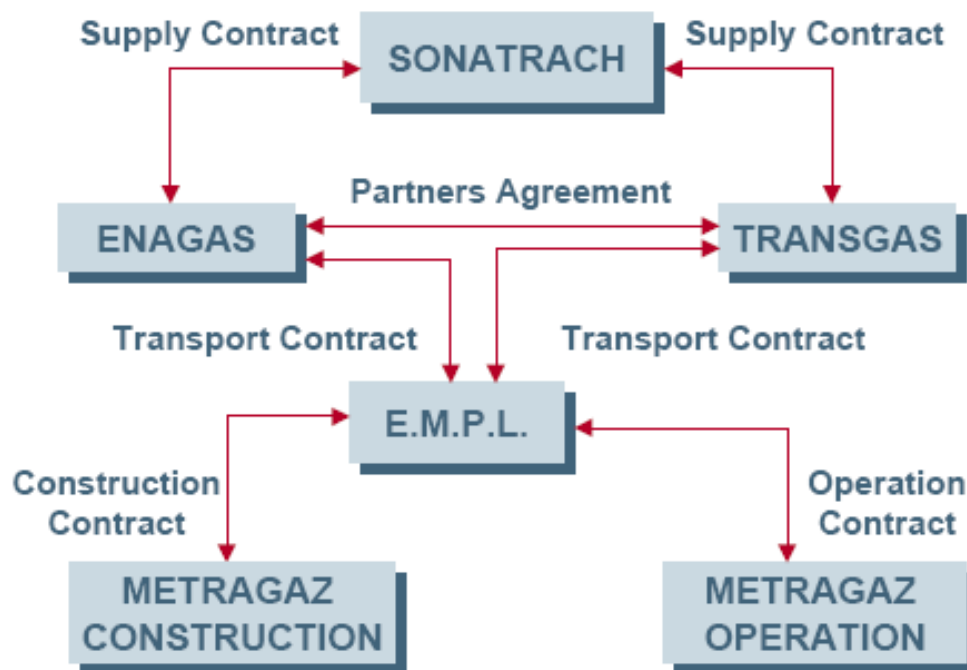 Supply Contract
SONATRACH
Supply Contract
Partners Agreement
ENAGAS
TRANSGAS
Transport Contract
Transport Contract
E.M.P.L.
Construction
Contract
Operation
Contract
METRAGAZ
CONSTRUCTION
METRAGAZ
OPERATION